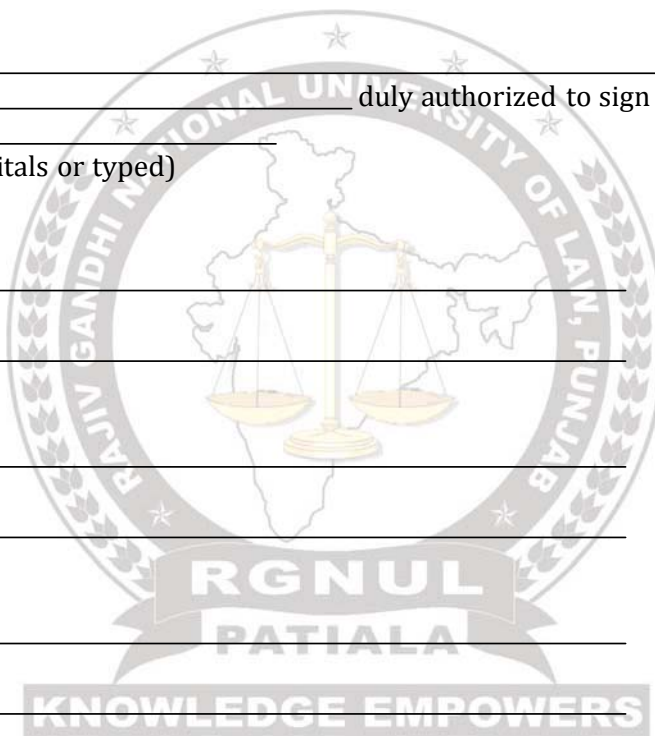 duly authorized to sign
itals or typed)
RAJIV GANDHI NATIONAL UNIVERSITY OF LAW, PUNJAB
RGNUL
PATIALA
KNOWLEDGE EMPOWERS